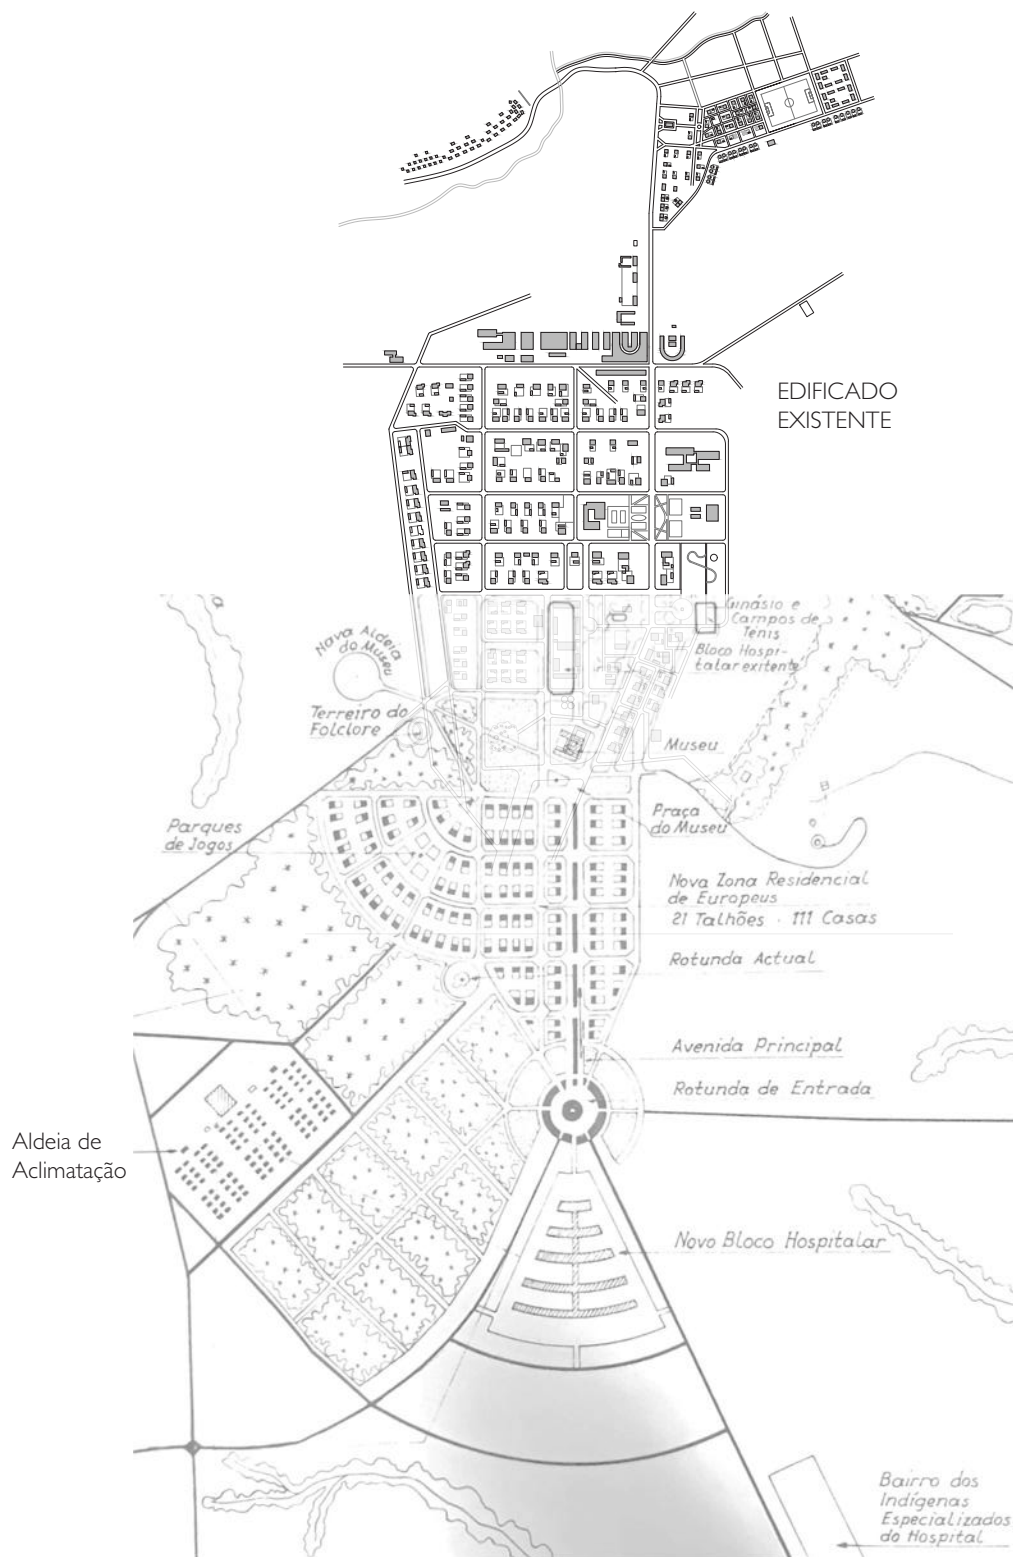 EDIFICADO
EXISTENTE
Ginásio e
Campos de
Tenis
Bloco Hospi-
talar exitente
Nova Aldeia
do Museu
Terreiro do
Folclore
Museu
Parques
de Jogos
Praça
do Museu
Nova Zona Residencial
de Europeus
21 Talhões · 111 Casas
Rotunda Actual
Avenida Principal
Rotunda de Entrada
Aldeia de
Aclimatação
Novo Bloco Hospitalar
Bairro dos
Indígenas
Especializados
do Hospital